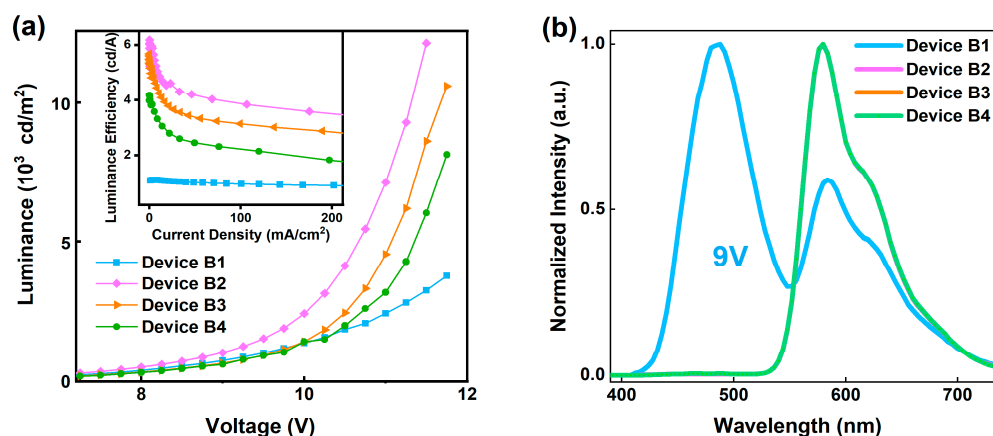 (a)
Luminance (10³ cd/m²)
10
5
0
8
10
12
Voltage (V)
Luminance Efficiency (cd/A)
6
4
2
0
100
200
Current Density (mA/cm²)
Device B1
Device B2
Device B3
Device B4
(b)
Normalized Intensity (a.u.)
1.0
0.5
0.0
400
500
600
700
Wavelength (nm)
9V
Device B1
Device B2
Device B3
Device B4